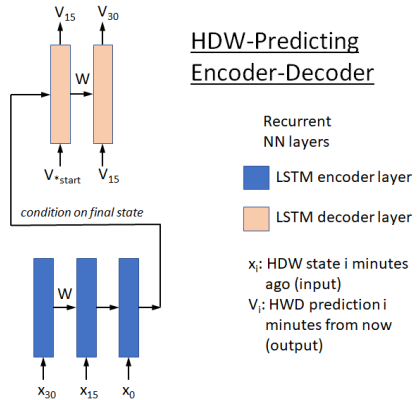 V15 V30
HDW-Predicting
Encoder-Decoder
W
Recurrent
NN layers
V*start V15
LSTM encoder layer
condition on final state
LSTM decoder layer
xi: HDW state i minutes
ago (input)
Vi: HWD prediction i
minutes from now
(output)
W
x30 x15 x0